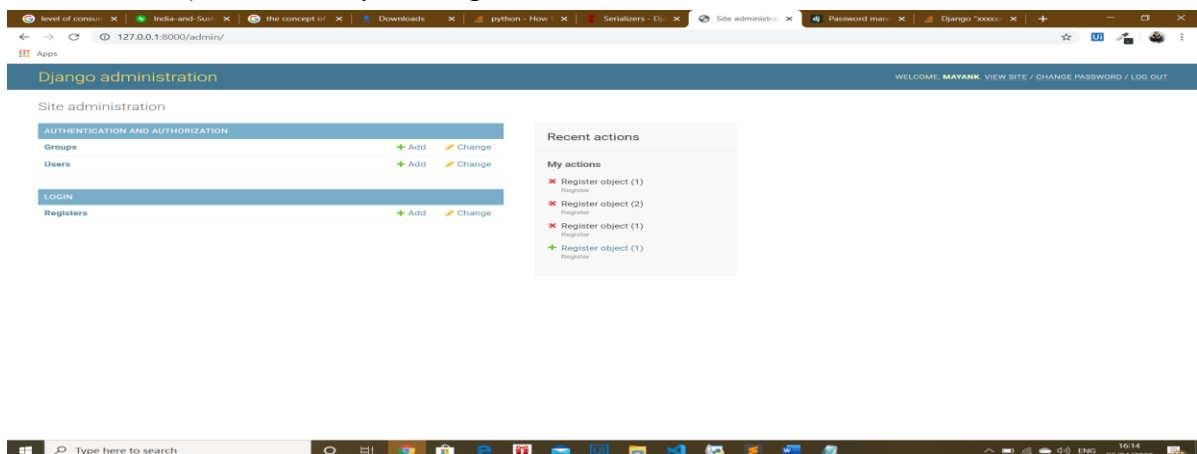 level of consum
India-and-Sust
the concept of
Downloads
python - How
Serializers - Dja
Site administra
Password mana
Django "xxxxxx
127.0.0.1:8000/admin/
Apps
Django administration
WELCOME, MAYANK. VIEW SITE / CHANGE PASSWORD / LOG OUT
Site administration
AUTHENTICATION AND AUTHORIZATION
Groups + Add Change
Users + Add Change
LOGIN
Registers + Add Change
Recent actions
My actions
Register object (1)
Register
Register object (2)
Register
Register object (1)
Register
+ Register object (1)
Register
Type here to search
ENG
16:14